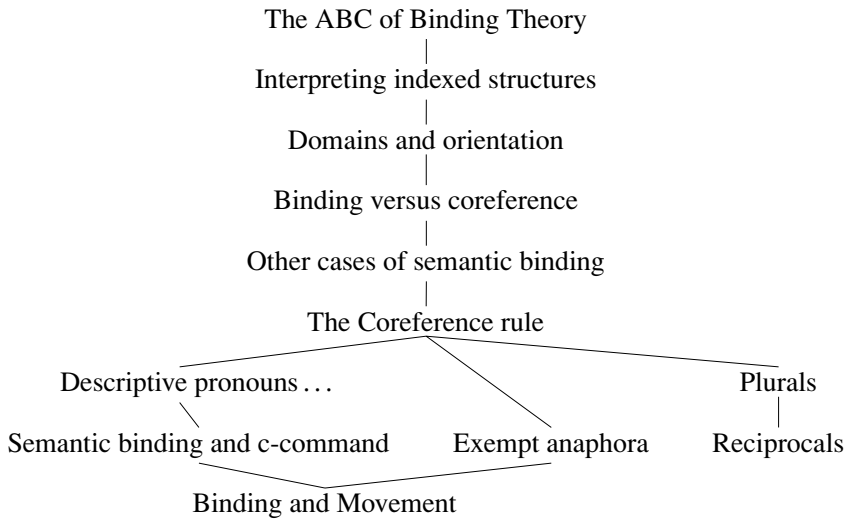 The ABC of Binding Theory
Interpreting indexed structures
Domains and orientation
Binding versus coreference
Other cases of semantic binding
The Coreference rule
Descriptive pronouns... Plurals
Semantic binding and c-command Exempt anaphora Reciprocals
Binding and Movement